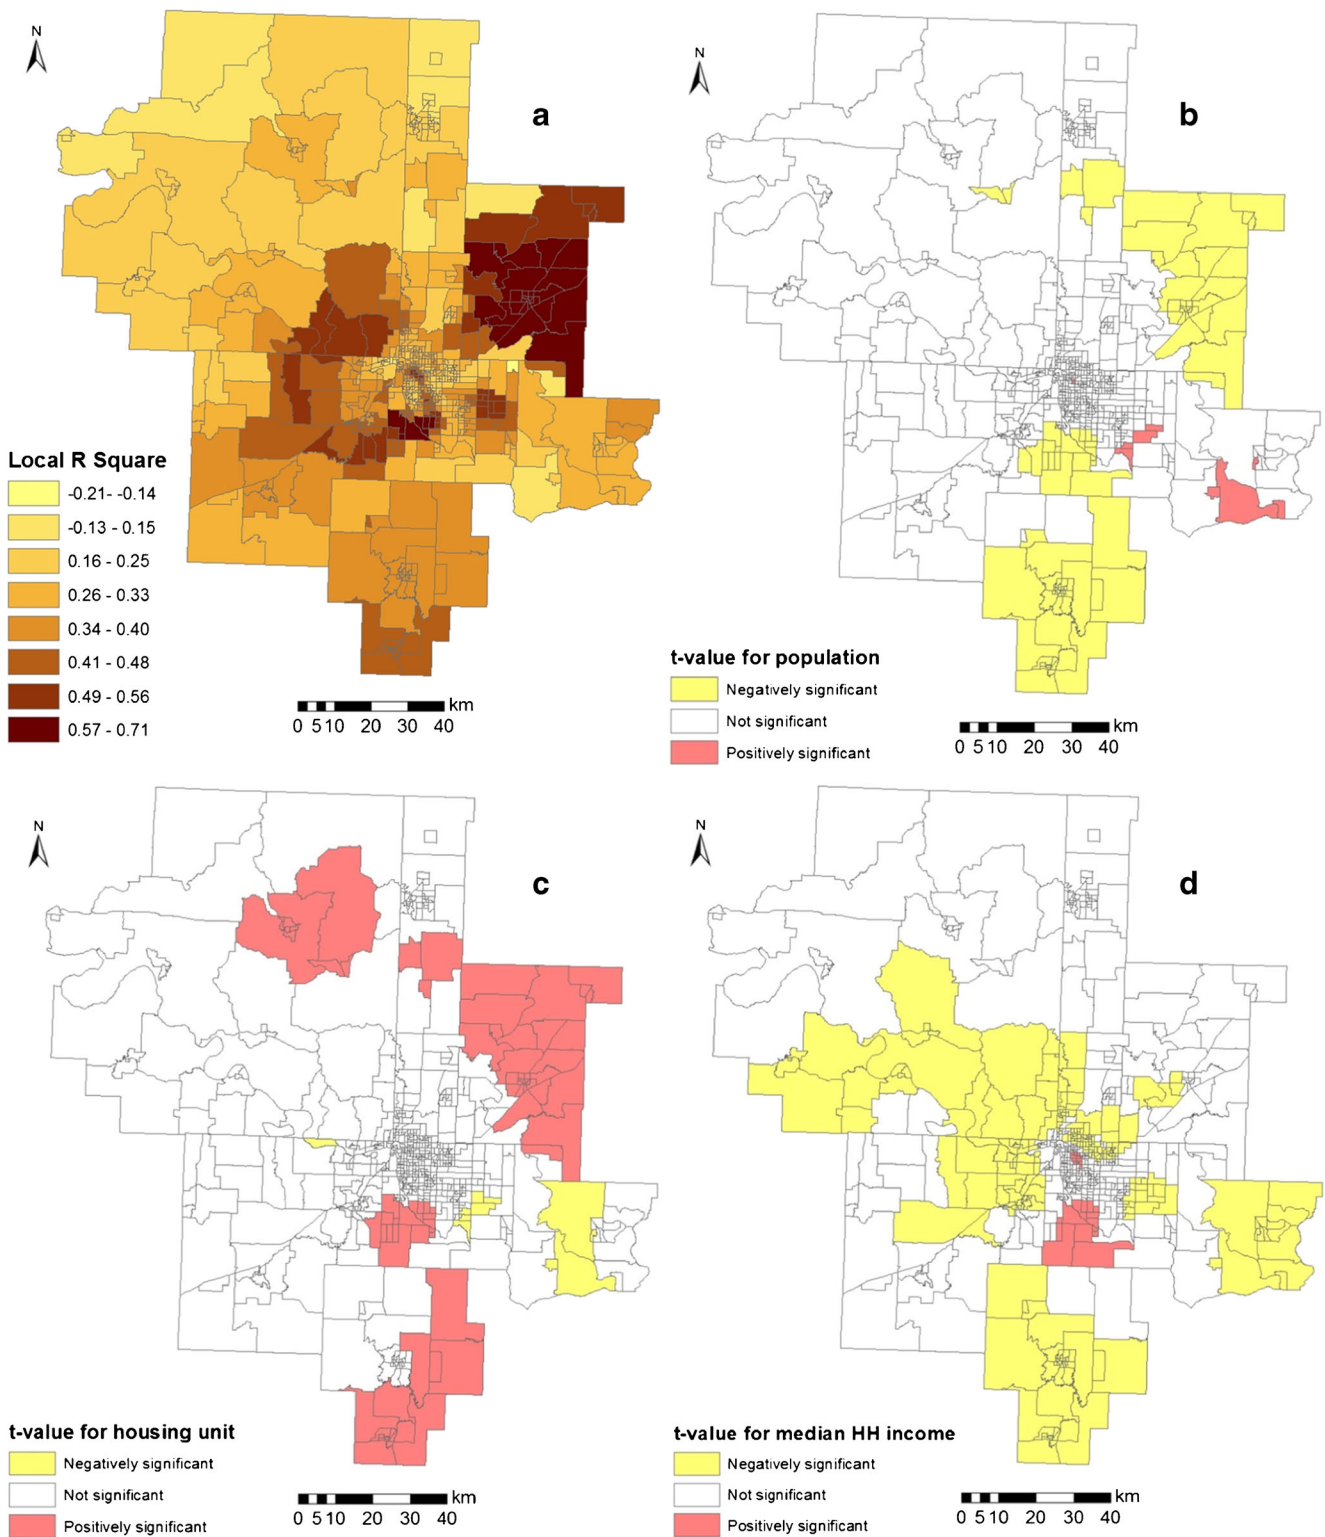 N
a
Local R Square
-0.21- -0.14
-0.13 - 0.15
0.16 - 0.25
0.26 - 0.33
0.34 - 0.40
0.41 - 0.48
0.49 - 0.56
0.57 - 0.71
km
0 5 10 20 30 40
N
b
t-value for population
Negatively significant
Not significant
Positively significant
km
0 5 10 20 30 40
N
c
t-value for housing unit
Negatively significant
Not significant
Positively significant
km
0 5 10 20 30 40
N
d
t-value for median HH income
Negatively significant
Not significant
Positively significant
km
0 5 10 20 30 40